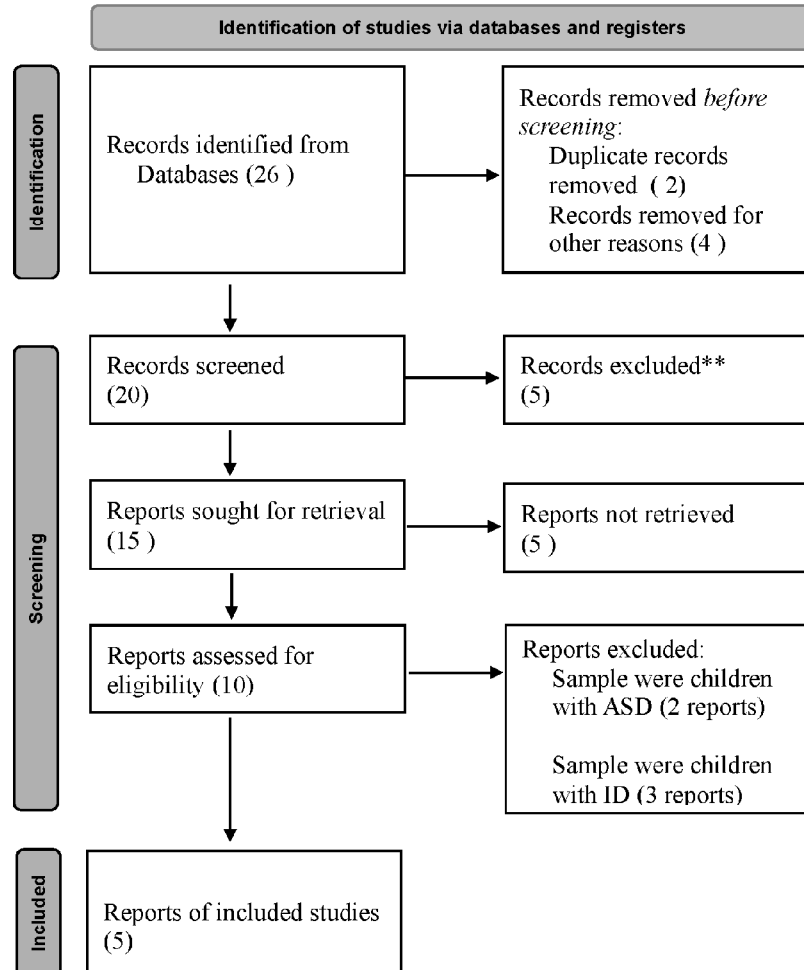 Identification of studies via databases and registers
Identification
Records identified from
Databases (26 )
Records removed before
screening:
Duplicate records
removed  ( 2)
Records removed for
other reasons (4 )
Screening
Records screened
(20)
Records excluded**
(5)
Reports sought for retrieval
(15 )
Reports not retrieved
(5 )
Reports assessed for
eligibility (10)
Reports excluded:
Sample were children
with ASD (2 reports)
Sample were children
with ID (3 reports)
Included
Reports of included studies
(5)